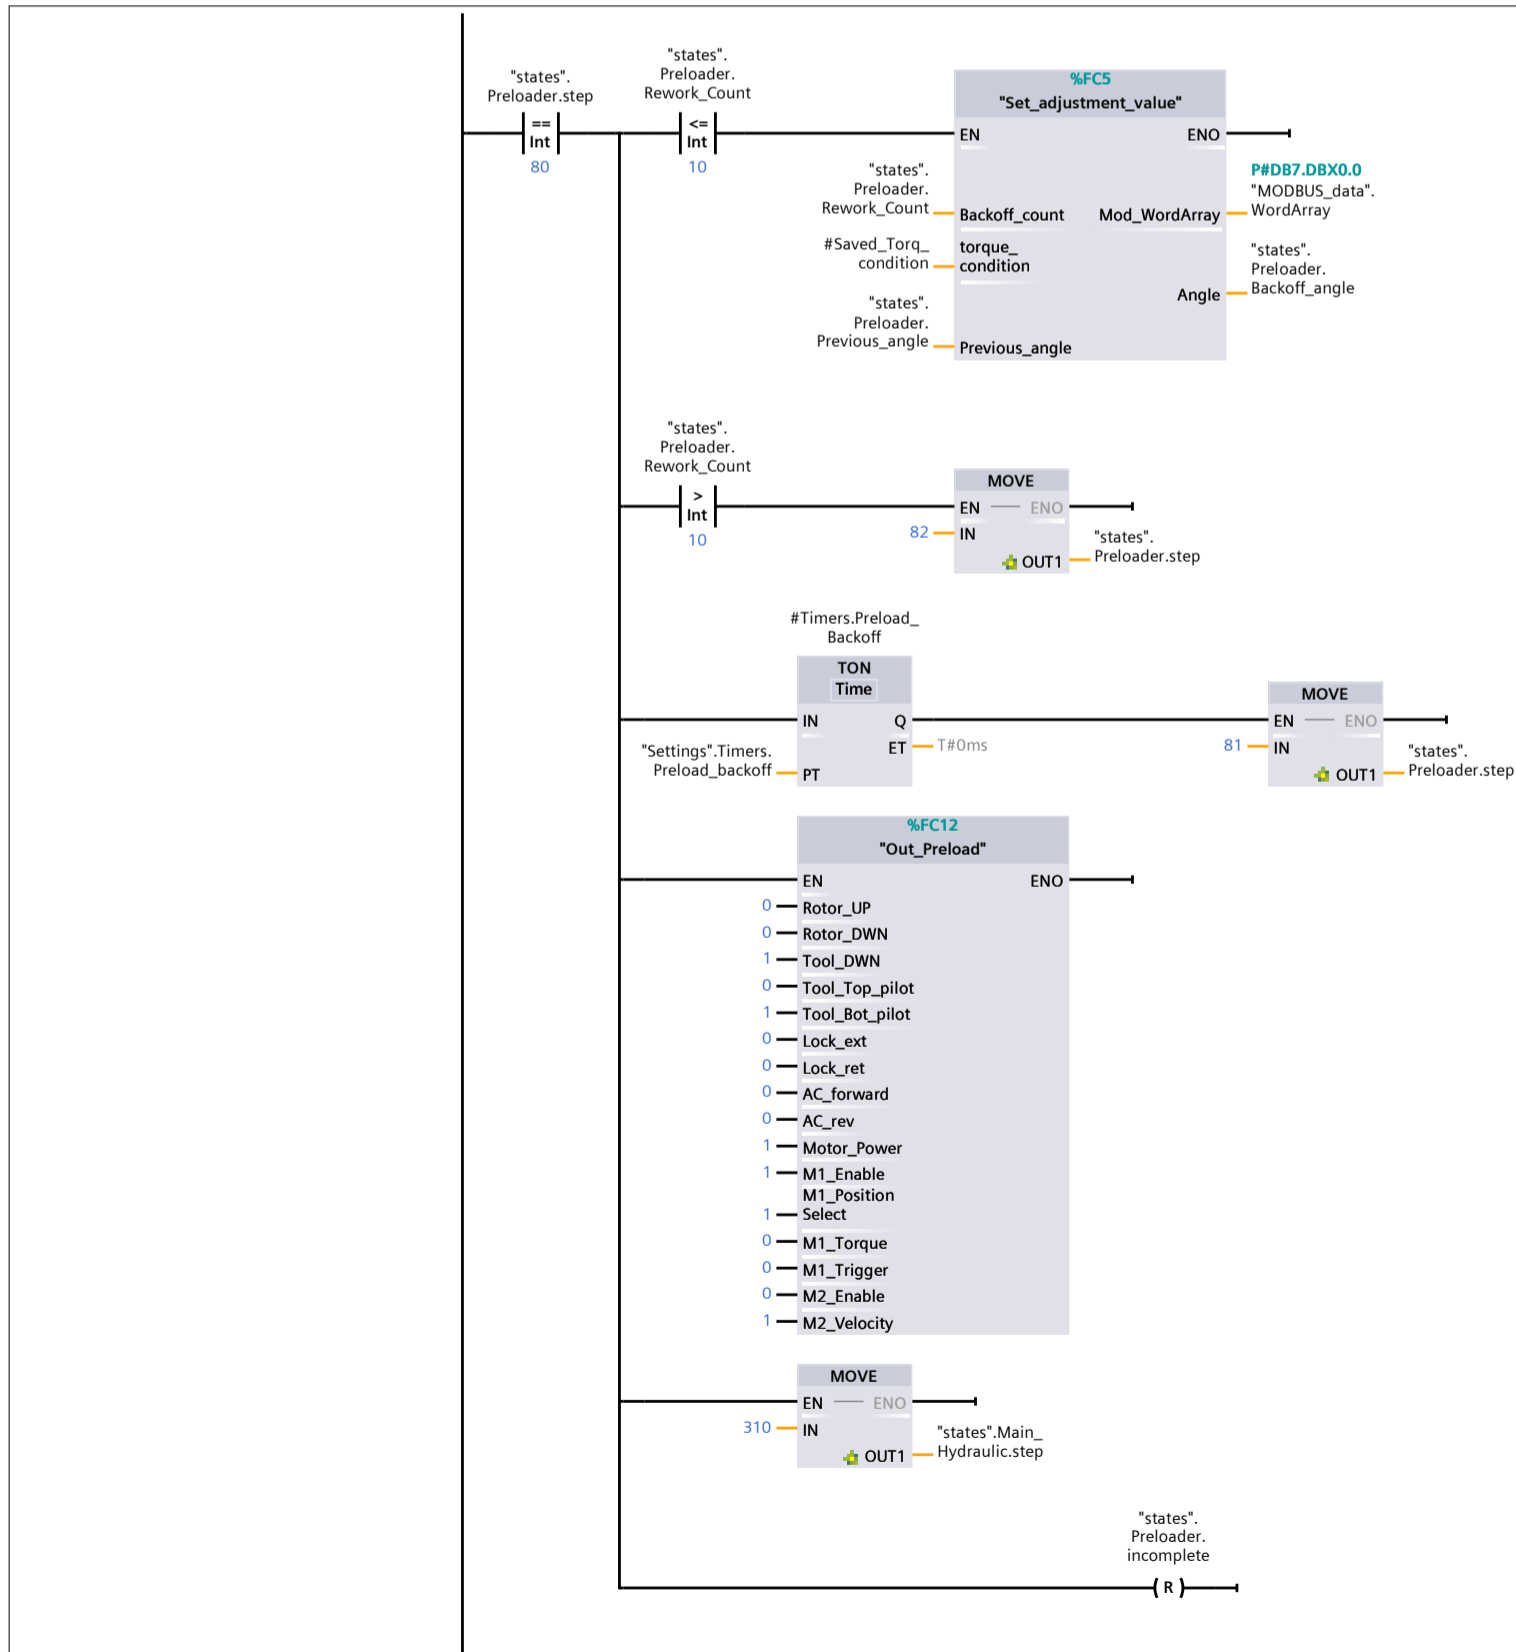 "states".
Preloader.step
==
Int
80
"states".
Preloader.
Rework_Count
<=
Int
10
%FC5
"Set_adjustment_value"
EN
ENO
"states".
Preloader.
Rework_Count
Backoff_count
Mod_WordArray
P#DB7.DBX0.0
"MODBUS_data".
WordArray
#Saved_Torq_
condition
torque_
condition
Angle
"states".
Preloader.
Backoff_angle
"states".
Preloader.
Previous_angle
Previous_angle
"states".
Preloader.
Rework_Count
>
Int
10
MOVE
EN
ENO
82
IN
OUT1
"states".
Preloader.step
#Timers.Preload_
Backoff
TON
Time
IN
Q
ET
T#0ms
"Settings".Timers.
Preload_backoff
PT
MOVE
EN
ENO
81
IN
OUT1
"states".
Preloader.step
%FC12
"Out_Preload"
EN
ENO
0 Rotor_UP
0 Rotor_DWN
1 Tool_DWN
0 Tool_Top_pilot
1 Tool_Bot_pilot
0 Lock_ext
0 Lock_ret
0 AC_forward
0 AC_rev
1 Motor_Power
1 M1_Enable
M1_Position
1 Select
0 M1_Torque
0 M1_Trigger
0 M2_Enable
1 M2_Velocity
MOVE
EN
ENO
310
IN
OUT1
"states".Main_
Hydraulic.step
"states".
Preloader.
incomplete
( R )